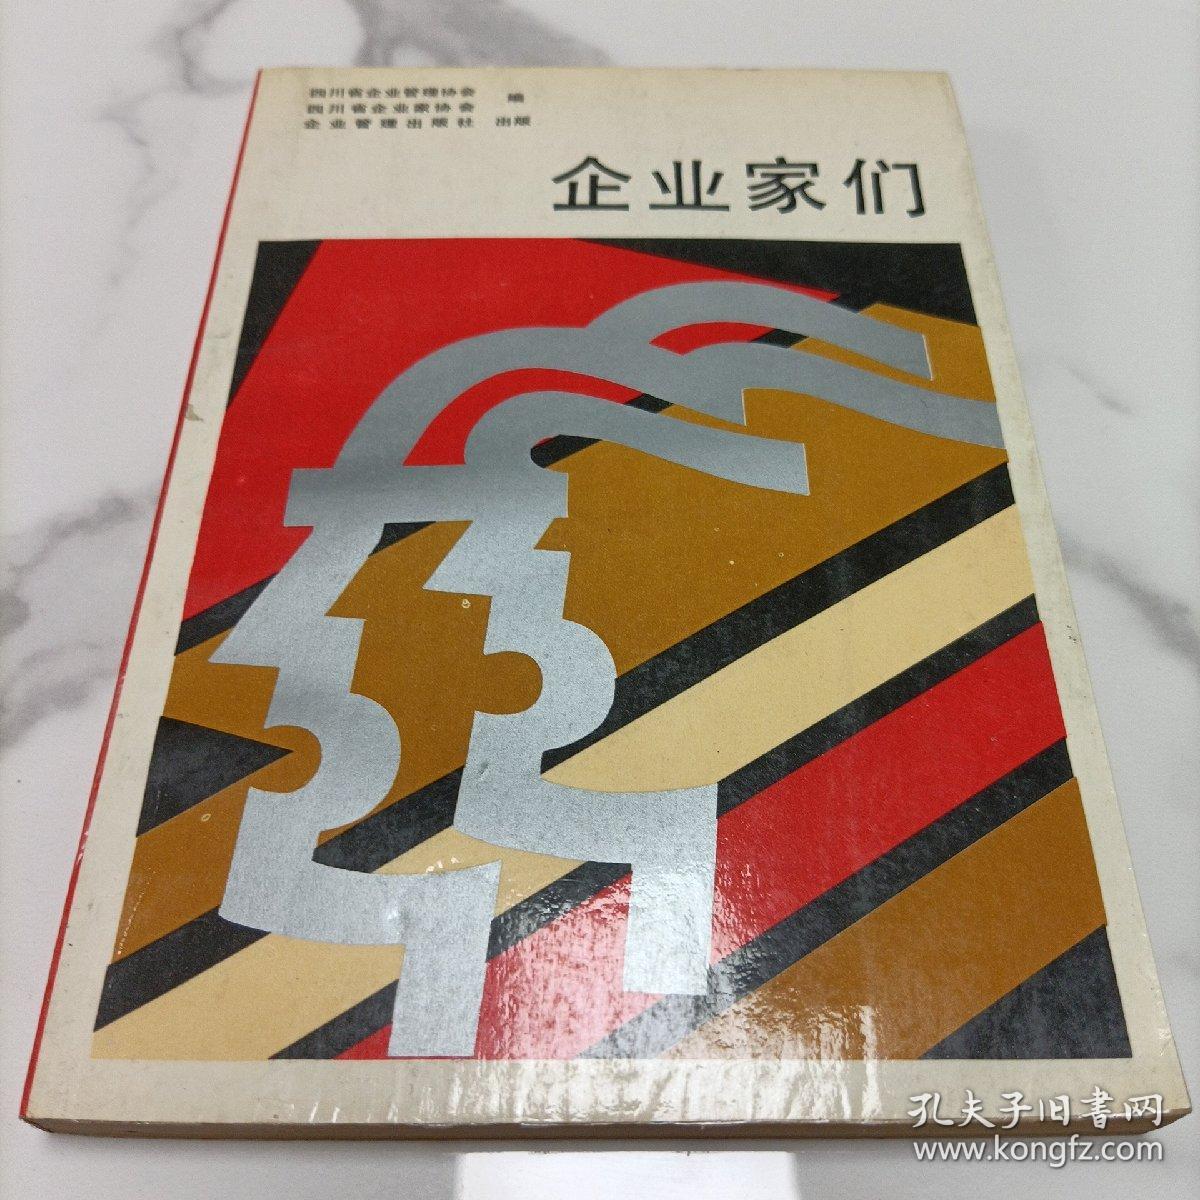 四川省企业管理协会
四川省企业家协会 编
企业管理出版社 出版
企业家们
孔夫子旧書网
www.kongfz.com